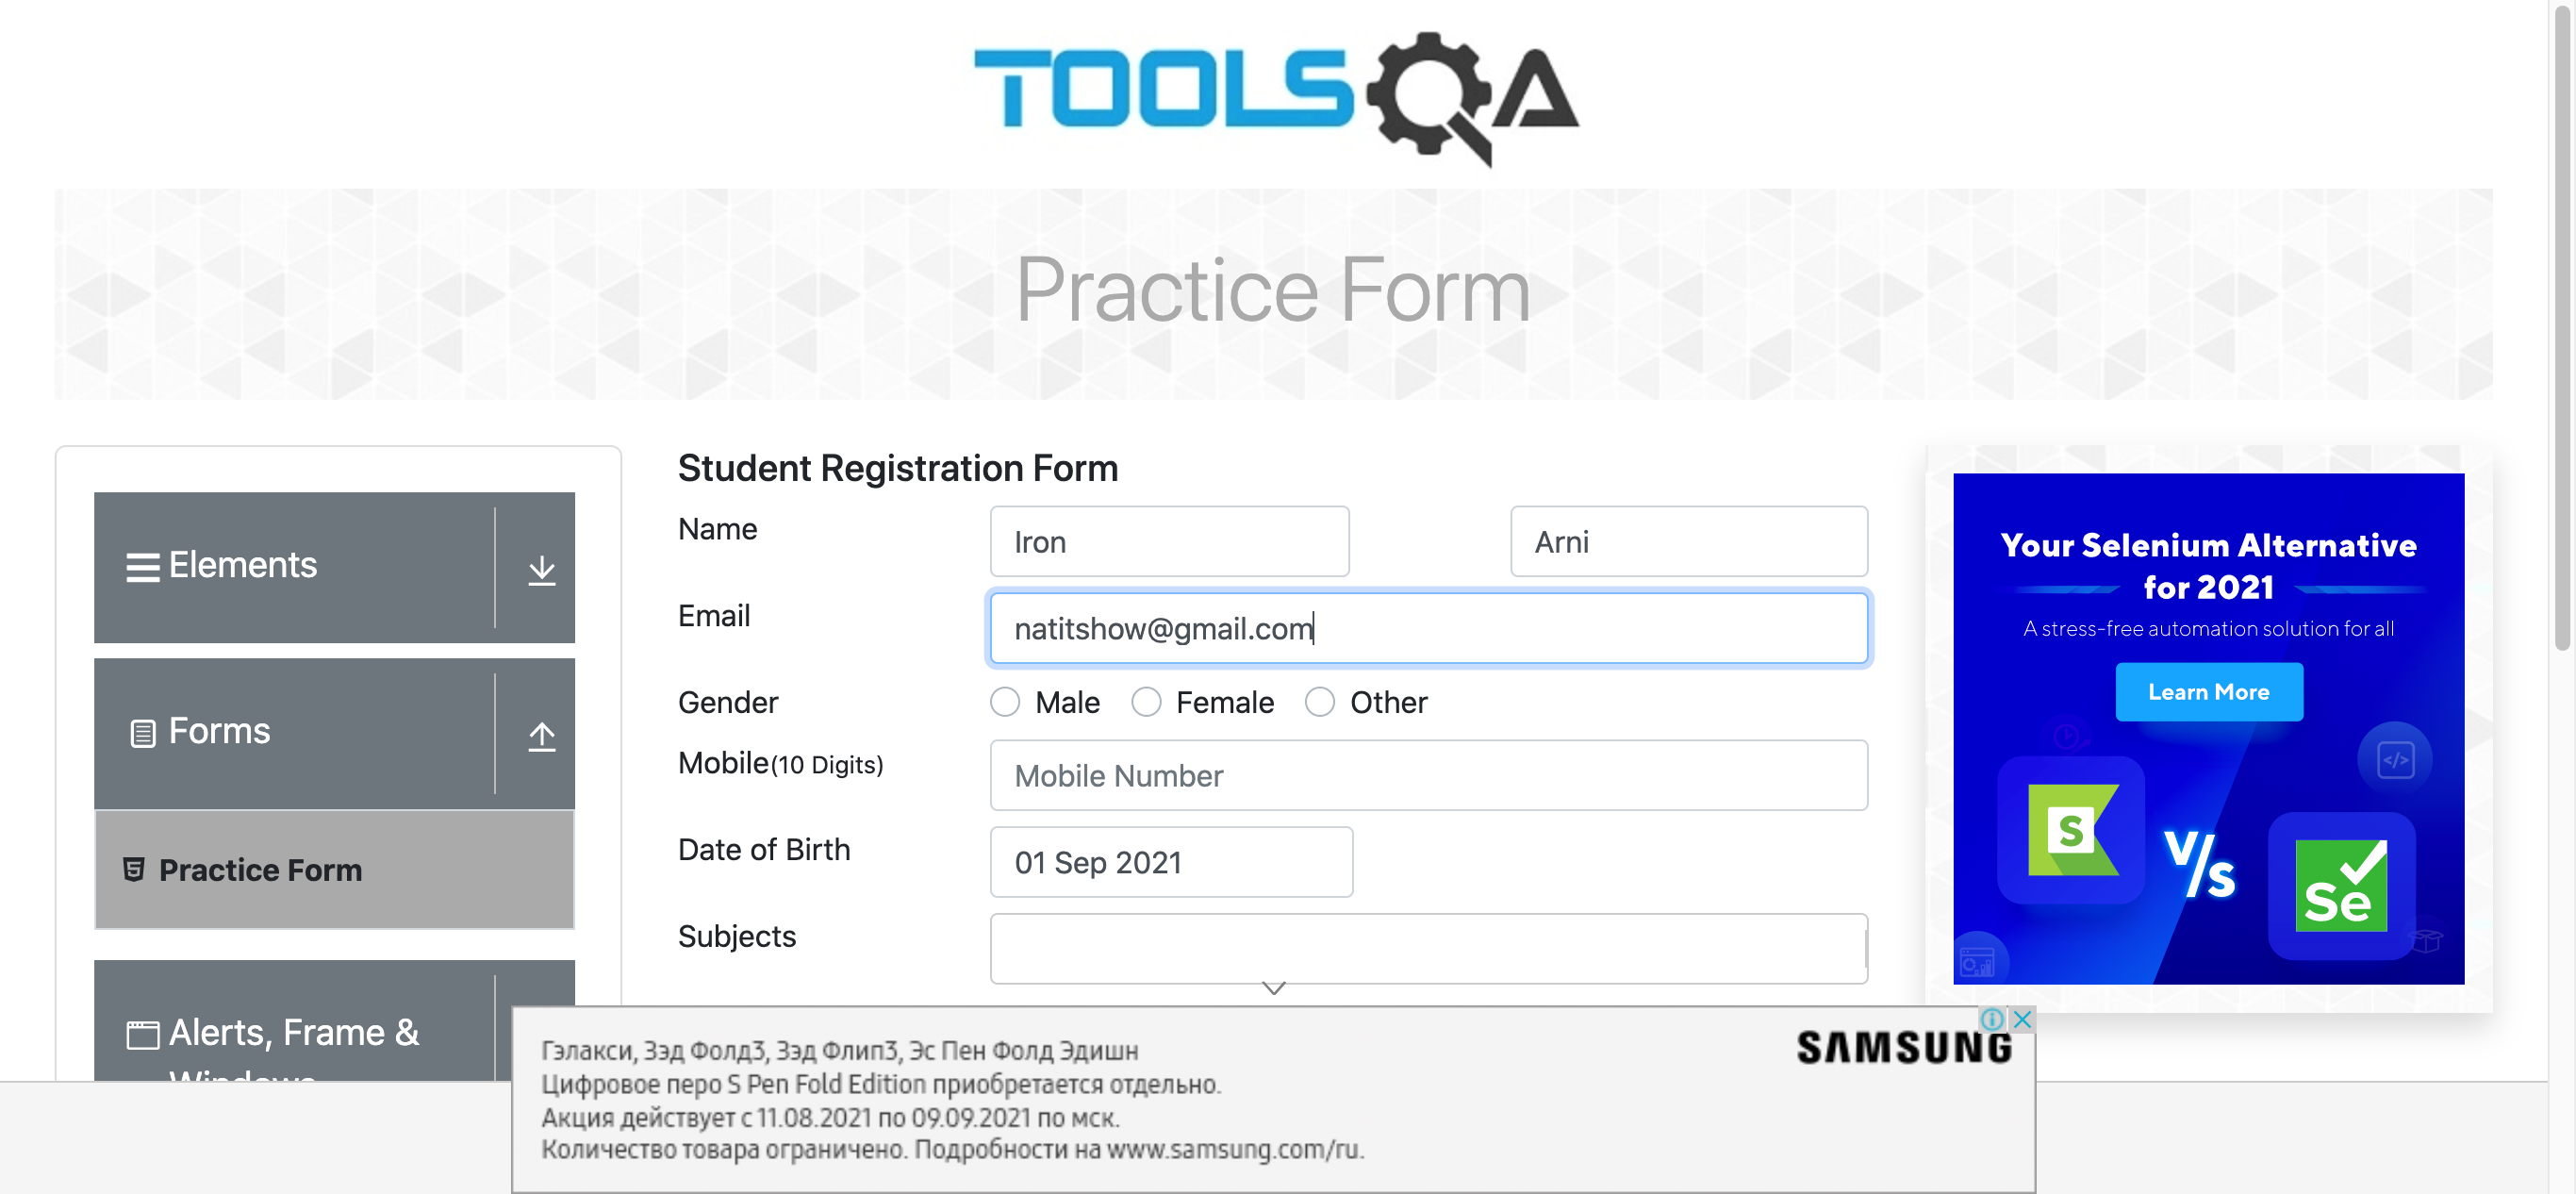 TOOLSQA
Practice Form
Elements
Forms
Practice Form
Alerts, Frame &
Windows
Student Registration Form
Name
Iron
Arni
Email
natitshow@gmail.com
Gender
Male
Female
Other
Mobile(10 Digits)
Mobile Number
Date of Birth
01 Sep 2021
Subjects
Your Selenium Alternative
for 2021
A stress-free automation solution for all
Learn More
</>
S
V/s
Se
Гэлакси, Зэд Фолд3, Зэд Флип3, Эс Пен Фолд Эдишн
Цифровое перо S Pen Fold Edition приобретается отдельно.
Акция действует с 11.08.2021 по 09.09.2021 по мск.
Количество товара ограничено. Подробности на www.samsung.com/ru.
SAMSUNG